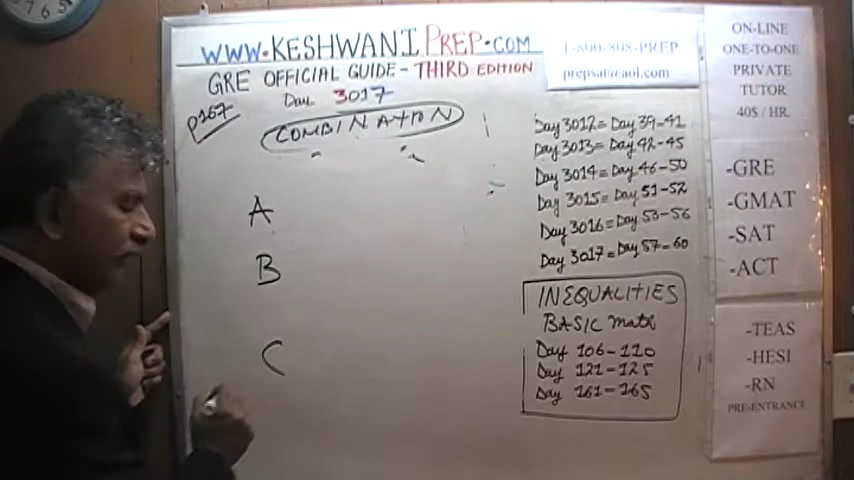 7 6 5
WWW.KESHWANIPREP.COM
GRE OFFICIAL GUIDE - THIRD EDITION
Day 3017
P167
COMBINATION
A
B
C
1-800-808-PREP
prepsat@aol.com
Day 3012 = Day 39-41
Day 3013 = Day 42-45
Day 3014 = Day 46-50
Day 3015 = Day 51-52
Day 3016 = Day 53-56
Day 3017 = Day 57-60
INEQUALITIES
BASIC math
Day 106-110
Day 121-125
Day 161-165
ON-LINE
ONE-TO-ONE
PRIVATE
TUTOR
40$ / HR.
-GRE
-GMAT
-SAT
-ACT
-TEAS
-HESI
-RN
PRE-ENTRANCE